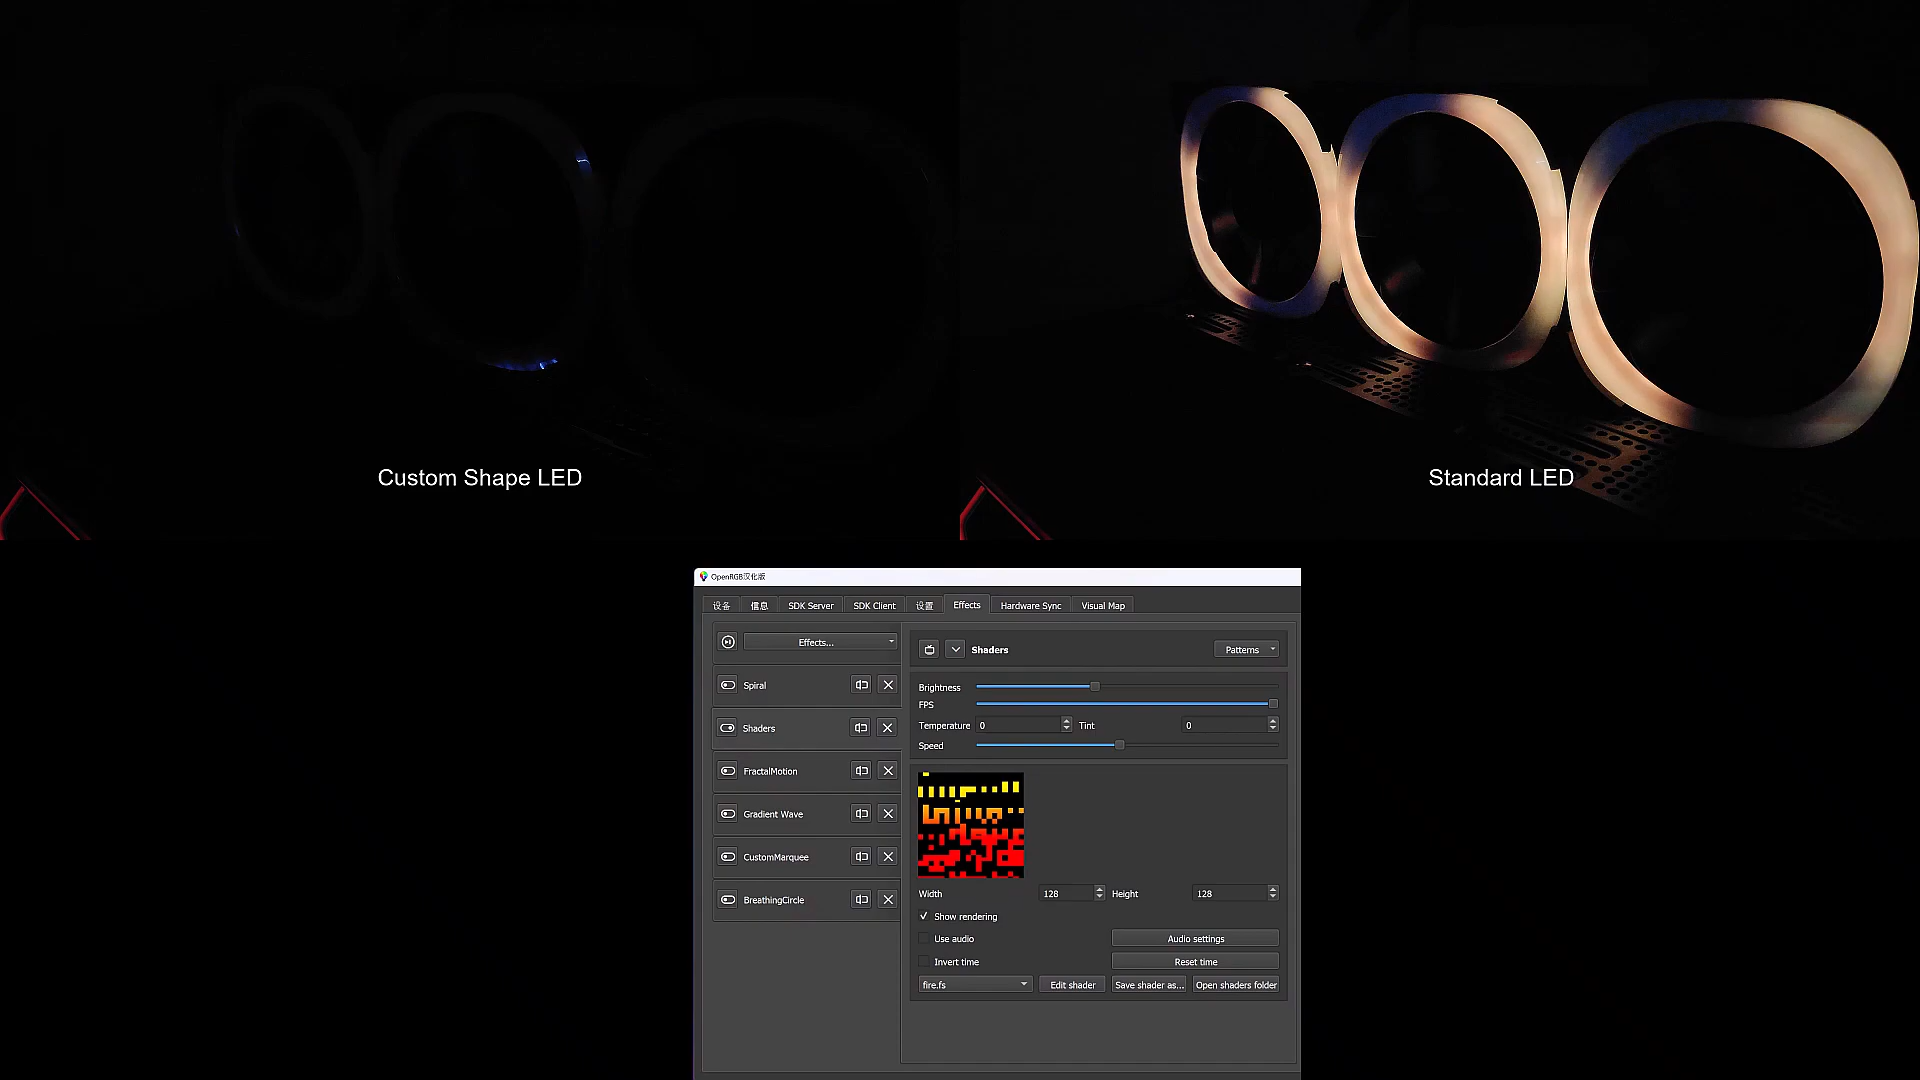 Custom Shape LED
Standard LED
OpenRGB汉化版
设备
信息
SDK Server
SDK Client
设置
Effects
Hardware Sync
Visual Map
Effects...
Spiral
Shaders
FractalMotion
Gradient Wave
CustomMarquee
BreathingCircle
Shaders
Patterns
Brightness
FPS
Temperature 0 Tint 0
Speed
Width 128 Height 128
Show rendering
Use audio
Audio settings
Invert time
Reset time
fire.fs
Edit shader
Save shader as...
Open shaders folder